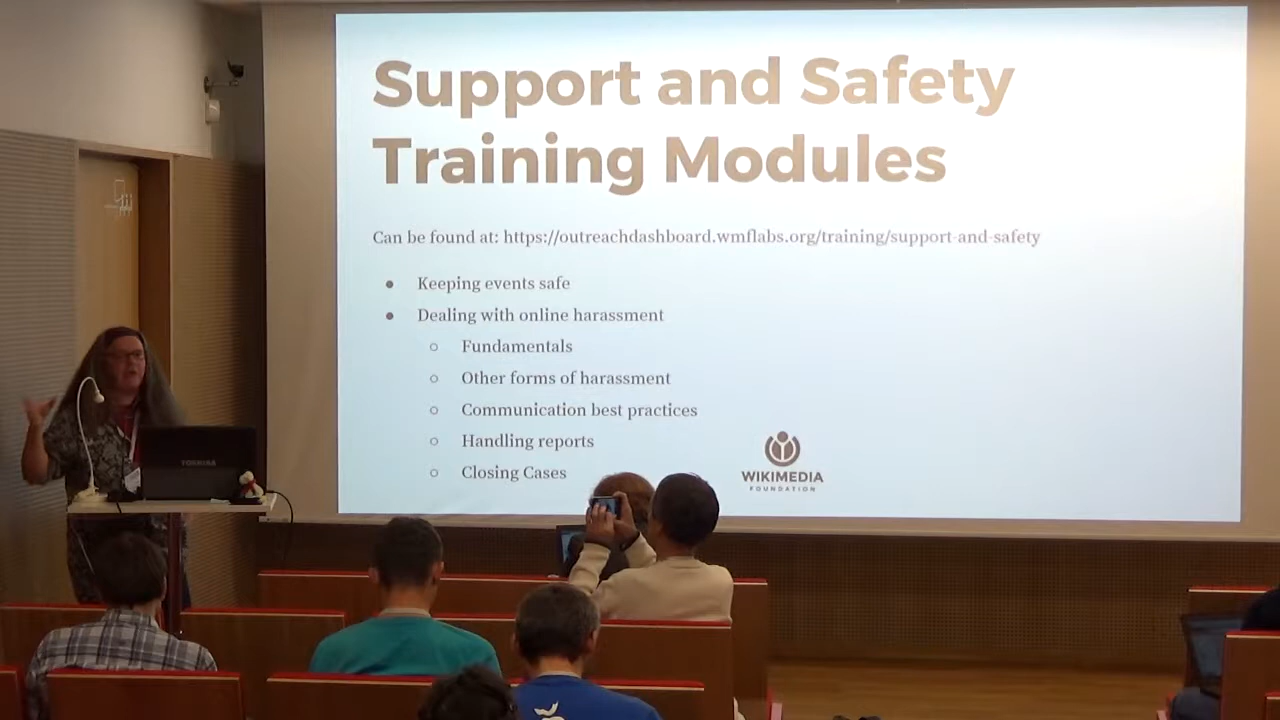 Support and Safety
Training Modules
Can be found at: https://outreachdashboard.wmflabs.org/training/support-and-safety
Keeping events safe
Dealing with online harassment
Fundamentals
Other forms of harassment
Communication best practices
Handling reports
Closing Cases
WIKIMEDIA
FOUNDATION
TOSHIBA